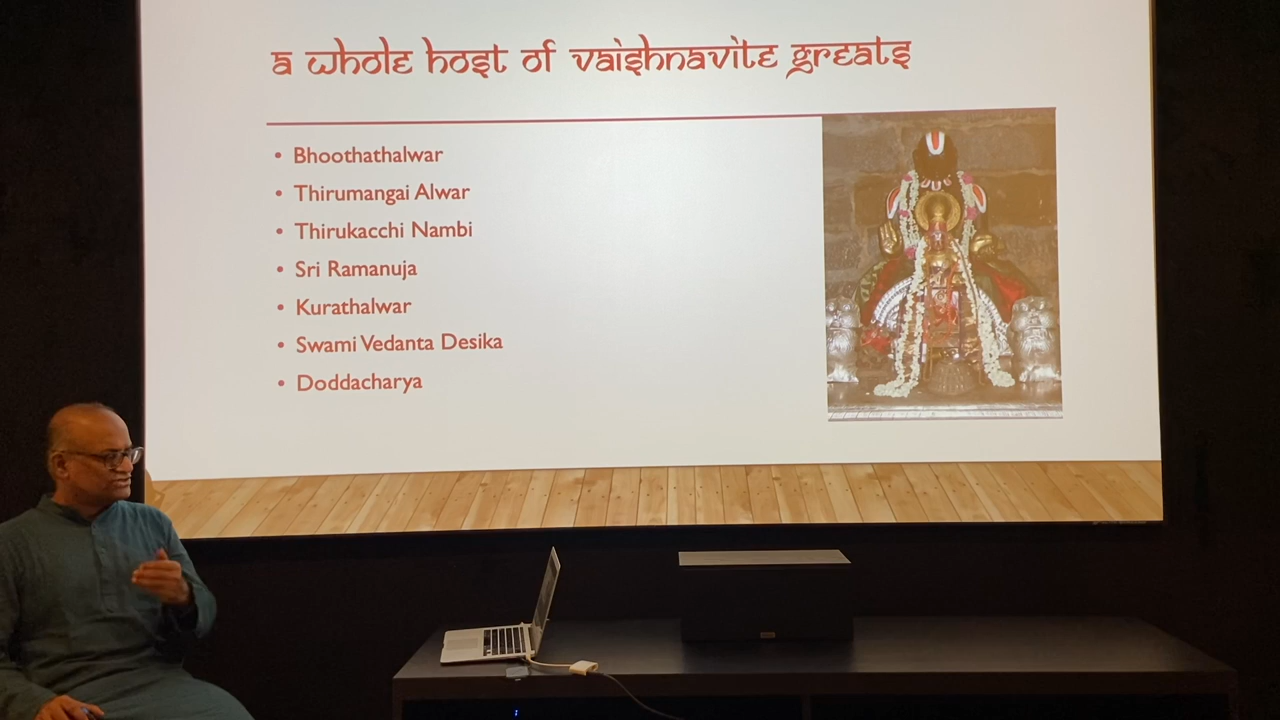 a whole host of vaishnavite greats
• Bhoothathalwar
• Thirumangai Alwar
• Thirukacchi Nambi
• Sri Ramanuja
• Kurathalwar
• Swami Vedanta Desika
• Doddacharya